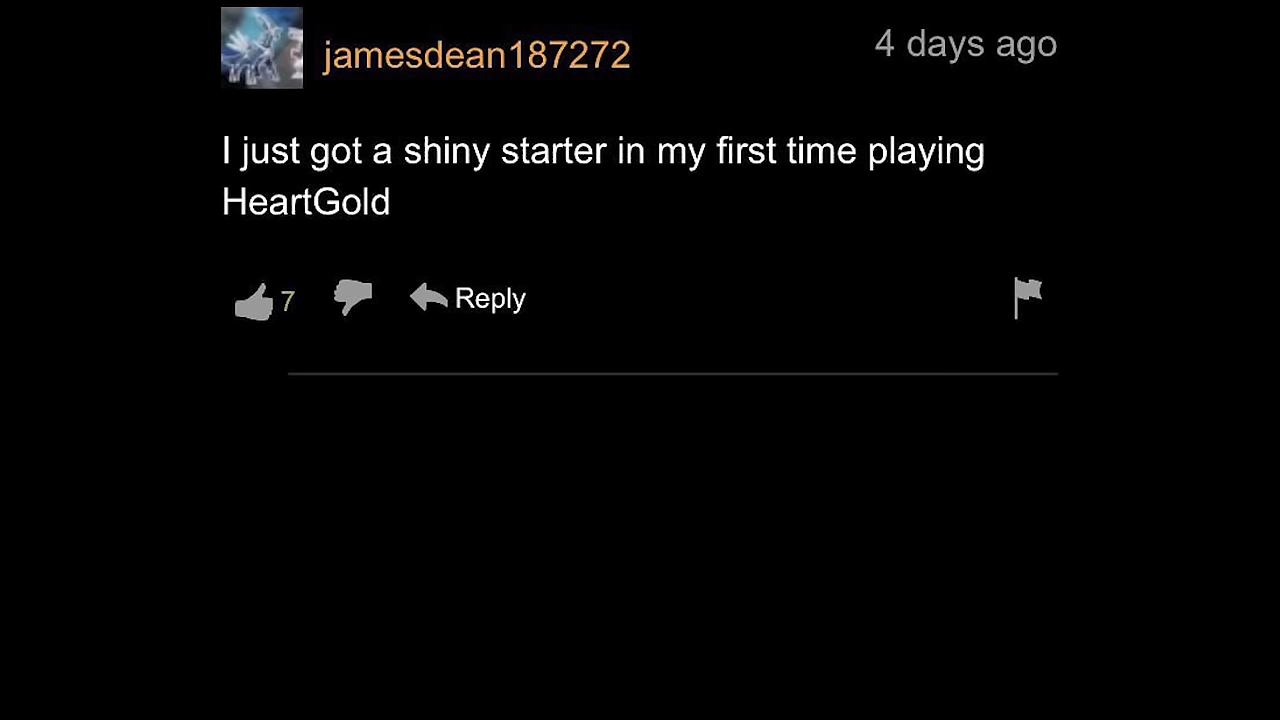 jamesdean187272
4 days ago
I just got a shiny starter in my first time playing
HeartGold
7
Reply